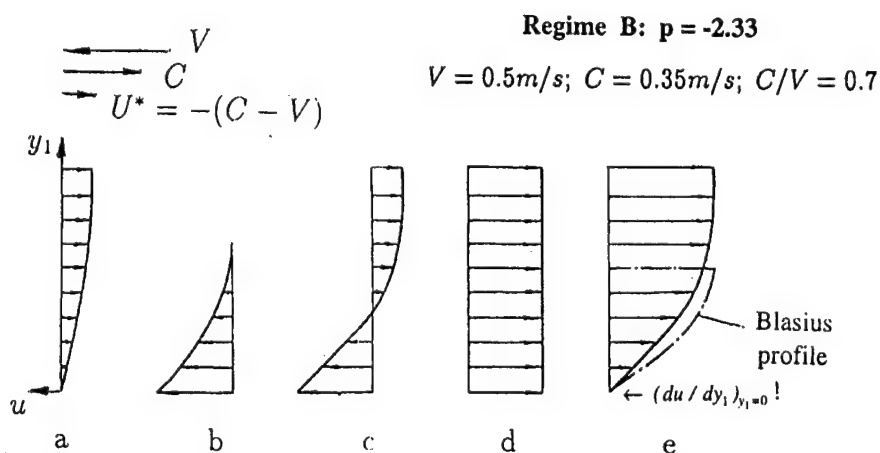 Regime B: p = -2.33
V = 0.5m/s; C = 0.35m/s; C/V = 0.7
V
C
U* = -(C - V)
y₁
Blasius
profile
← (du / dy₁)y₁=0 !
u
a
b
c
d
e